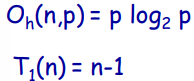 Oₕ(n,p) = p log₂ p
T₁(n) = n-1